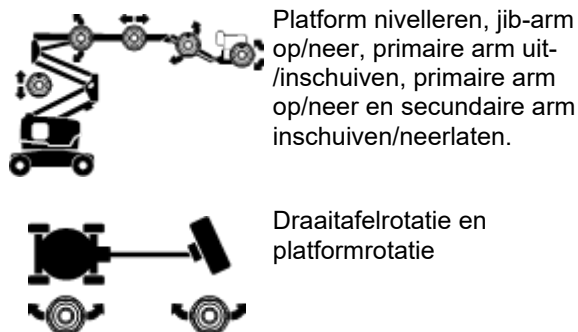 Platform nivelleren, jib-arm
op/neer, primaire arm uit-
/inschuiven, primaire arm
op/neer en secundaire arm
inschuiven/neerlaten.
Draaitafelrotatie en
platformrotatie